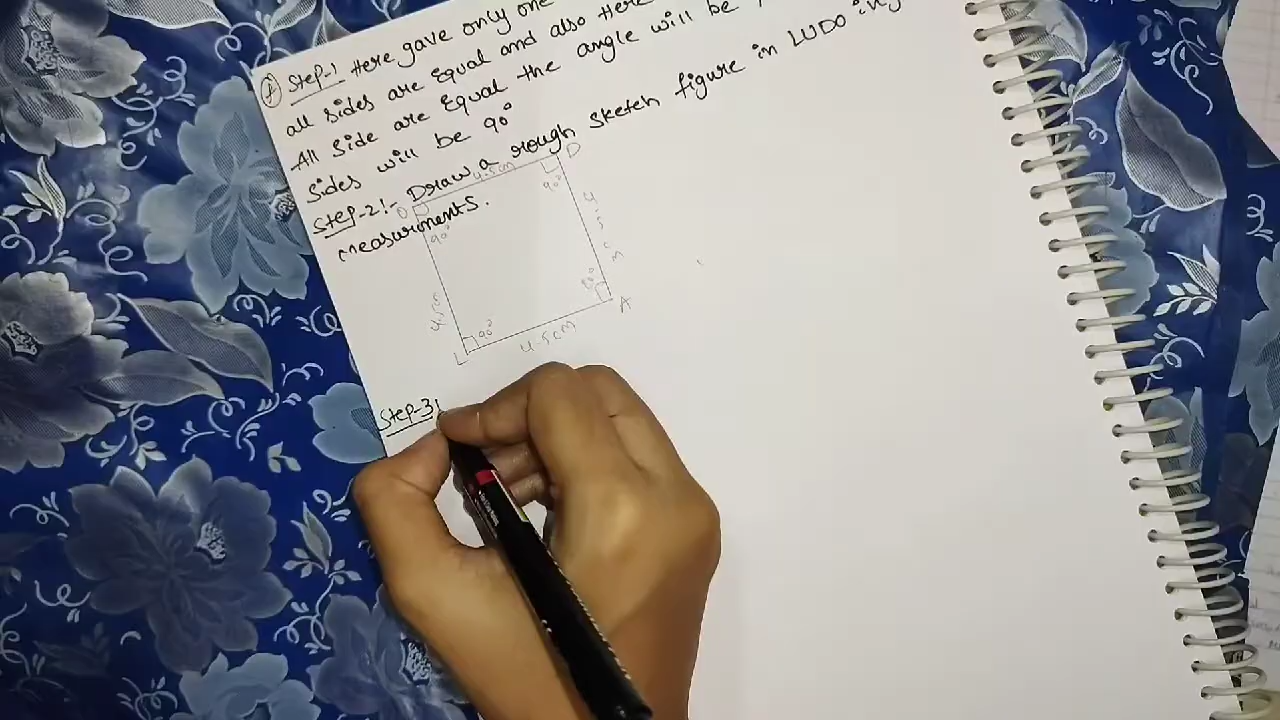 A Step-1 Here gave only one
all sides are equal and also Here
All side are Equal the angle will be
sides will be 90°
Step-2!- Draw a rough sketch figure in LUDO in
measurments.
O 4.5cm D
90° 90°
4.5cm
4.5c
90° 90°
L 4.5cm A
Step-3!